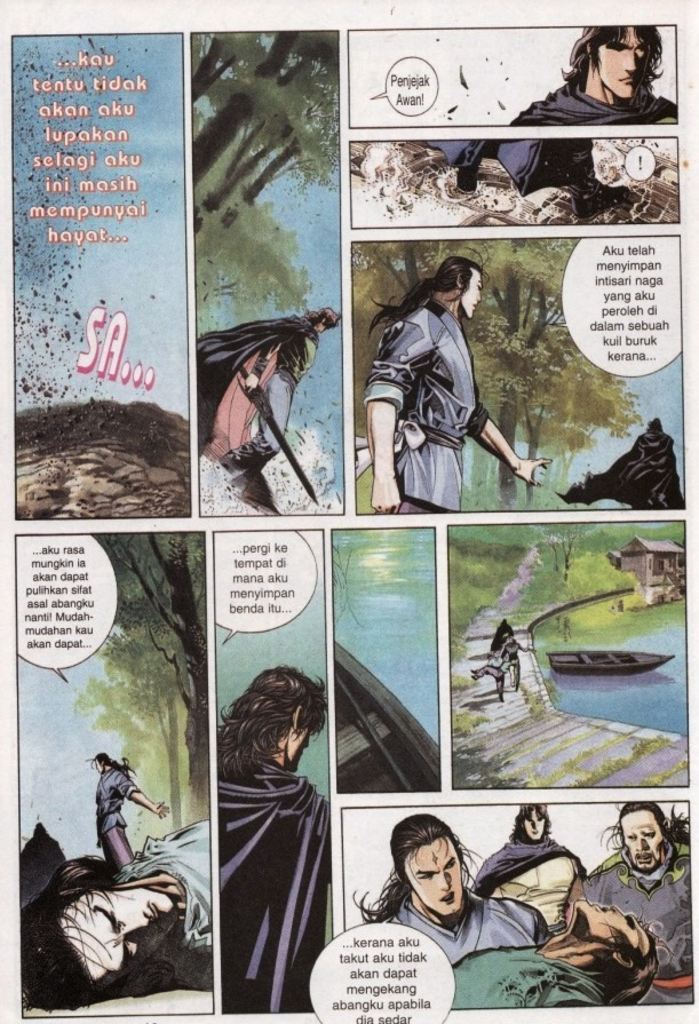 ...kau
tentu tidak
akan aku
lupakan
selagi aku
ini masih
mempunyai
hayat...
SA...
Penjejak
Awan!
!
Aku telah
menyimpan
intisari naga
yang aku
peroleh di
dalam sebuah
kuil buruk
kerana...
...aku rasa
mungkin ia
akan dapat
pulihkan sifat
asal abangku
nanti! Mudah-
mudahan kau
akan dapat...
...pergi ke
tempat di
mana aku
menyimpan
benda itu...
...kerana aku
takut aku tidak
akan dapat
mengekang
abangku apabila
dia sedar